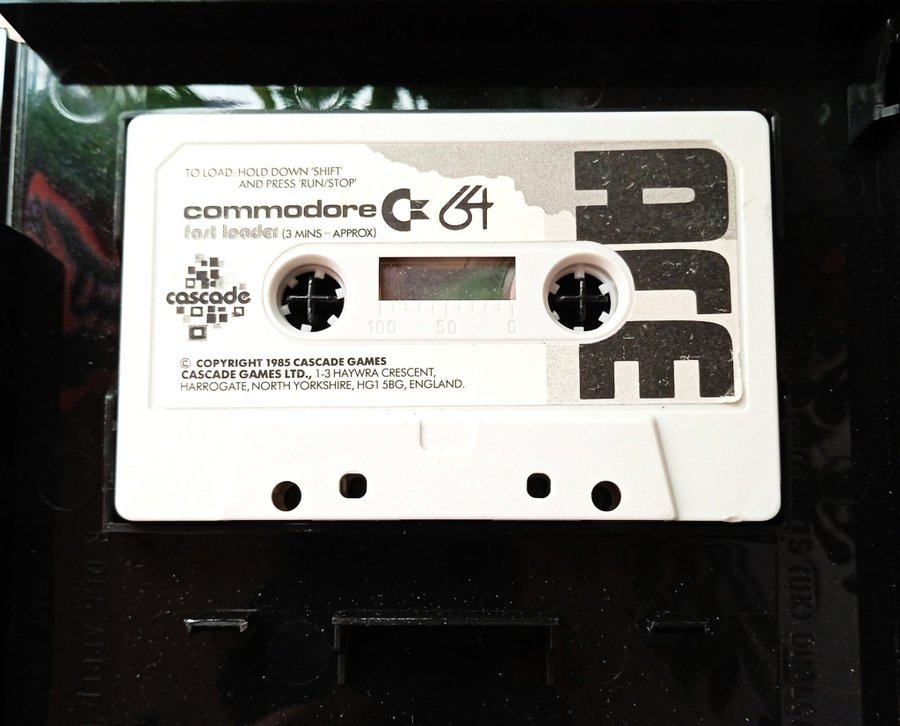 TO LOAD: HOLD DOWN 'SHIFT'
AND PRESS 'RUN/STOP'
commodore C 64
fast loader (3 MINS - APPROX)
cascade
100 50 0
© COPYRIGHT 1985 CASCADE GAMES
CASCADE GAMES LTD., 1-3 HAYWRA CRESCENT,
HARROGATE, NORTH YORKSHIRE, HG1 5BG, ENGLAND.
ACE
(UK)